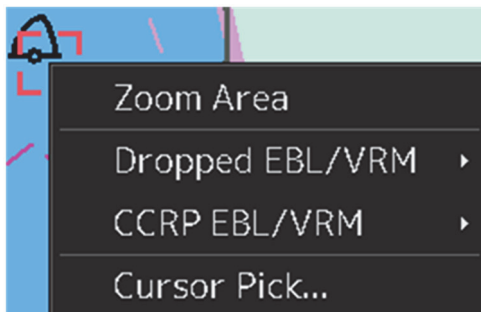 Zoom Area
Dropped EBL/VRM
CCRP EBL/VRM
Cursor Pick...